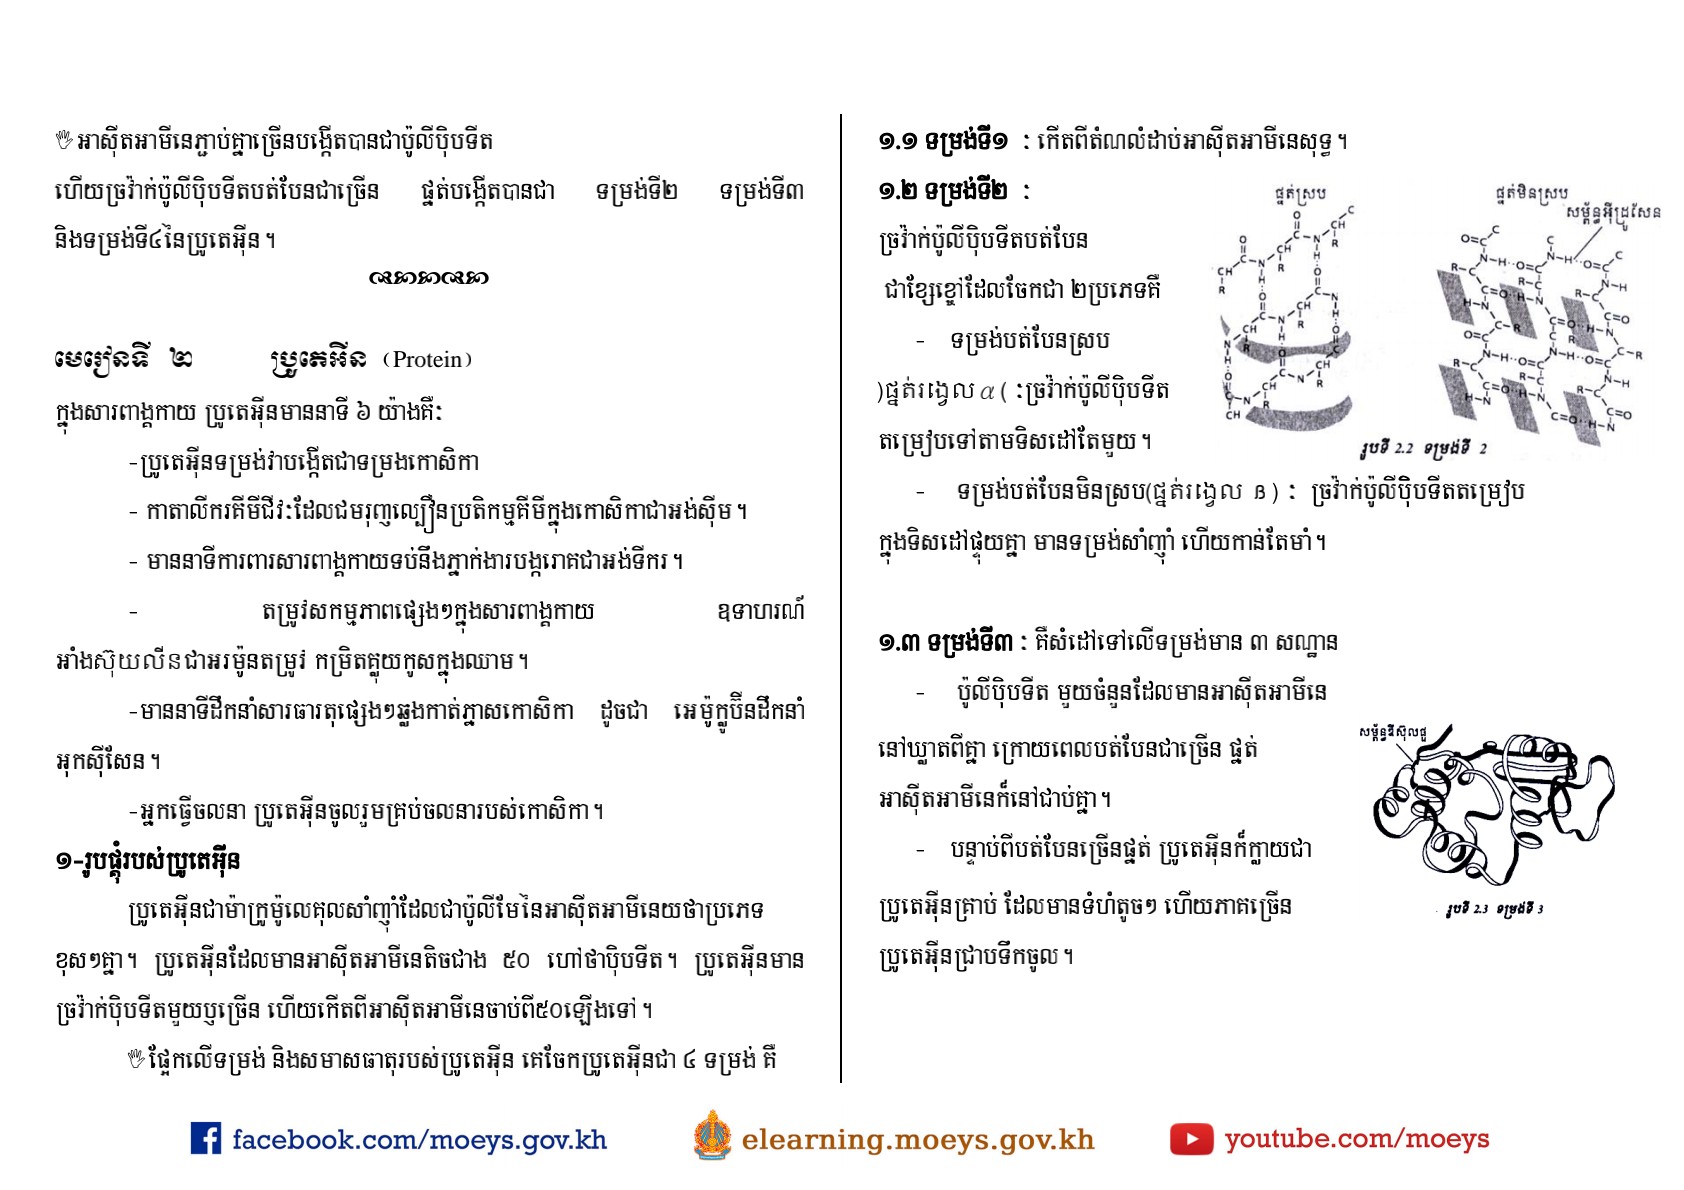 🖐អាស៊ីតអាមីនេភ្ជាប់គ្នាច្រើនបង្កើតបានជាប៉ូលីប៉ិបទីត
ហើយច្រវ៉ាក់ប៉ូលីប៉ិបទីតបត់បែនជាច្រើន ផ្នត់បង្កើតបានជា ទម្រង់ទី២ ទម្រង់ទី៣
និងទម្រង់ទី៤នៃប្រូតេអ៊ីន។
មេរៀនទី ២ ប្រូតេអ៊ីន (Protein)
ក្នុងសារពាង្គកាយ ប្រូតេអ៊ីនមាននាទី ៦ យ៉ាងគឺៈ
-ប្រូតេអ៊ីនទម្រង់វាបង្កើតជាទម្រងកោសិកា
- កាតាលីករគីមីជីវៈដែលជមរុញល្បឿនប្រតិកម្មគីមីក្នុងកោសិកាជាអង់ស៊ីម។
- មាននាទីការពារសារពាង្គកាយទប់នឹងភ្នាក់ងារបង្ករោគជាអង់ទីករ។
- តម្រូវសកម្មភាពផ្សេងៗក្នុងសារពាង្គកាយ ឧទាហរណ៍
អាំងស៊ុយលីនជាអរម៉ូនតម្រូវ កម្រិតគ្លុយកូសក្នុងឈាម។
-មាននាទីដឹកនាំសារធារតុផ្សេងៗឆ្លងកាត់ភ្នាសកោសិកា ដូចជា អេម៉ូក្លូប៊ីនដឹកនាំ
អុកស៊ីសែន។
-អ្នកធ្វើចលនា ប្រូតេអ៊ីនចូលរួមគ្រប់ចលនារបស់កោសិកា។
១-រូបផ្គុំរបស់ប្រូតេអ៊ីន
ប្រូតេអ៊ីនជាម៉ាក្រូម៉ូលេគុលសាំញ៉ាំដែលជាប៉ូលីមែនៃអាស៊ីតអាមីនេយថាប្រភេទ
ខុសៗគ្នា។ ប្រូតេអ៊ីនដែលមានអាស៊ីតអាមីនេតិចជាង ៥០ ហៅថាប៉ិបទីត។ ប្រូតេអ៊ីនមាន
ច្រវ៉ាក់ប៉ិបទីតមួយឬច្រើន ហើយកើតពីអាស៊ីតអាមីនេចាប់ពី៥០ឡើងទៅ។
🖐ផ្អែកលើទម្រង់ និងសមាសធាតុរបស់ប្រូតេអ៊ីន គេចែកប្រូតេអ៊ីនជា ៤ ទម្រង់ គឺ
១.១ ទម្រង់ទី១ ៈ កើតពីតំណលំដាប់អាស៊ីតអាមីនេសុទ្ធ។
១.២ ទម្រង់ទី២ ៈ
ច្រវ៉ាក់ប៉ូលីប៉ិបទីតបត់បែន
ជាខ្សែខ្ចៅដែលចែកជា ២ប្រភេទគឺ
- ទម្រង់បត់បែនស្រប
)ផ្នត់រង្វេល α ( ៈច្រវ៉ាក់ប៉ូលីប៉ិបទីត
តម្រៀបទៅតាមទិសដៅតែមួយ។
ផ្នត់ស្រប
ផ្នត់មិនស្រប
សម្ព័ន្ធអ៊ីដ្រូសែន
រូបទី 2.2 ទម្រង់ទី 2
- ទម្រង់បត់បែនមិនស្រប(ផ្នត់រង្វេល ß ) ៈ ច្រវ៉ាក់ប៉ូលីប៉ិបទីតតម្រៀប
ក្នុងទិសដៅផ្ទុយគ្នា មានទម្រង់សាំញ៉ាំ ហើយកាន់តែមាំ។
១.៣ ទម្រង់ទី៣ ៈ គឺសំដៅទៅលើទម្រង់មាន ៣ សណ្ឋាន
- ប៉ូលីប៉ិបទីត មួយចំនួនដែលមានអាស៊ីតអាមីនេ
នៅឃ្លាតពីគ្នា ក្រោយពេលបត់បែនជាច្រើន ផ្នត់
អាស៊ីតអាមីនេក៏នៅជាប់គ្នា។
- បន្ទាប់ពីបត់បែនច្រើនផ្នត់ ប្រូតេអ៊ីនក៏ក្លាយជា
ប្រូតេអ៊ីនគ្រាប់ ដែលមានទំហំតូចៗ ហើយភាគច្រើន
ប្រូតេអ៊ីនជ្រាបទឹកចូល។
សម្ព័ន្ធឌីស៊ុលផួ
រូបទី 2.3 ទម្រង់ទី 3
facebook.com/moeys.gov.kh elearning.moeys.gov.kh youtube.com/moeys